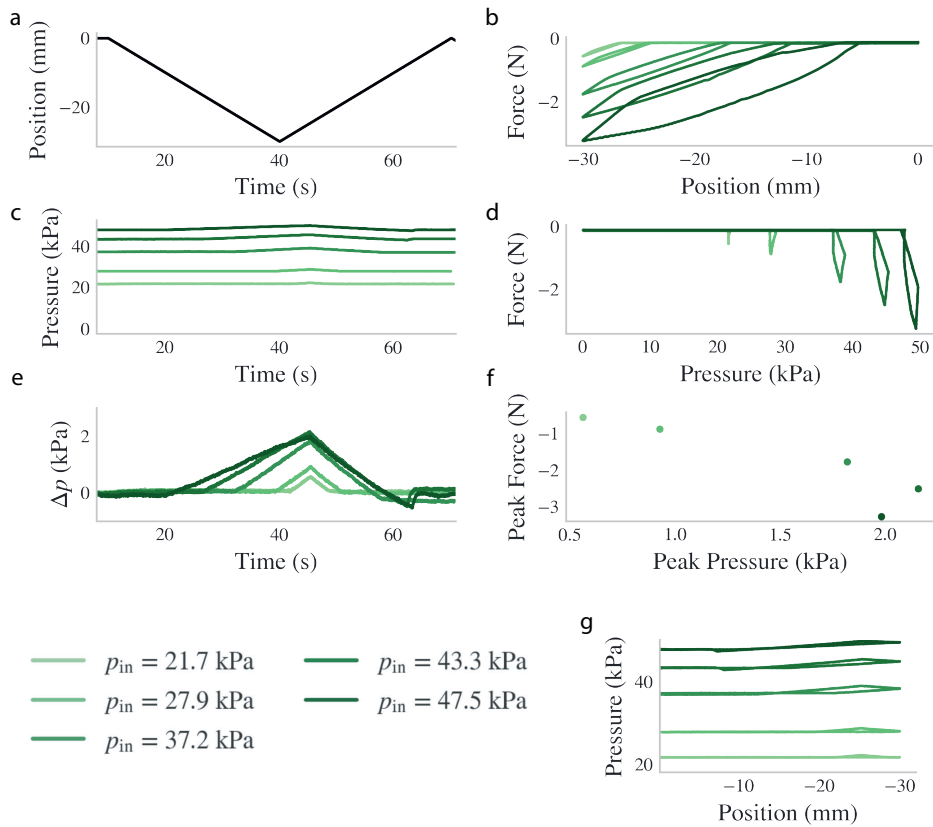 a
Position (mm)
0
−20
20
40
60
Time (s)
b
Force (N)
0
−2
−30
−20
−10
0
Position (mm)
c
Pressure (kPa)
40
20
0
20
40
60
Time (s)
d
Force (N)
0
−2
0
10
20
30
40
50
Pressure (kPa)
e
Δp (kPa)
2
0
20
40
60
Time (s)
f
Peak Force (N)
−1
−2
−3
0.5
1.0
1.5
2.0
Peak Pressure (kPa)
p_in = 21.7 kPa
p_in = 27.9 kPa
p_in = 37.2 kPa
p_in = 43.3 kPa
p_in = 47.5 kPa
g
Pressure (kPa)
40
20
−10
−20
−30
Position (mm)